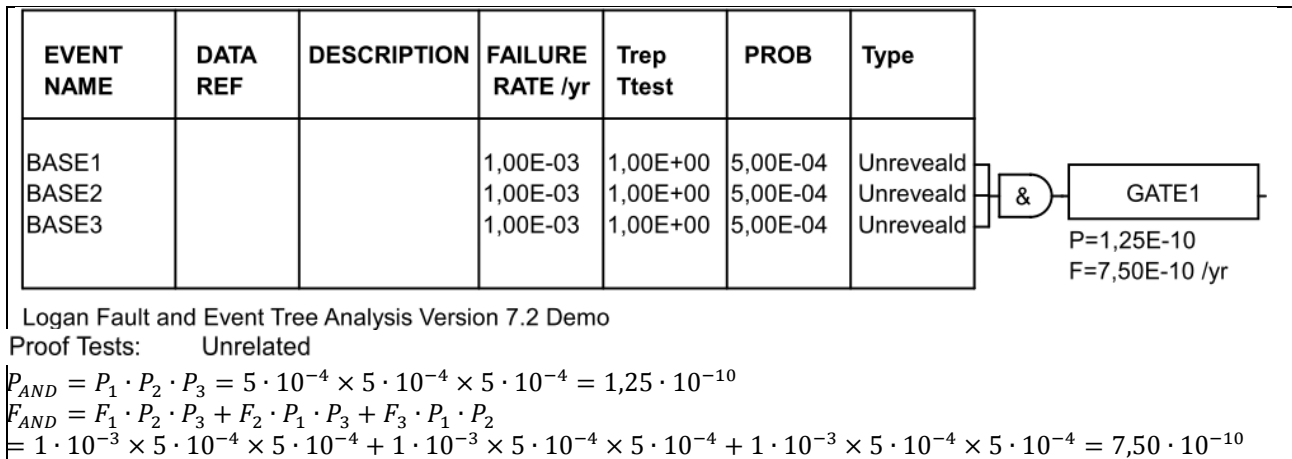 EVENT NAME DATA REF DESCRIPTION FAILURE RATE /yr Trep Ttest PROB Type
BASE1 1,00E-03 1,00E+00 5,00E-04 Unreveald
BASE2 1,00E-03 1,00E+00 5,00E-04 Unreveald
BASE3 1,00E-03 1,00E+00 5,00E-04 Unreveald
&
GATE1
P=1,25E-10
F=7,50E-10 /yr
Logan Fault and Event Tree Analysis Version 7.2 Demo
Proof Tests: Unrelated
P_AND = P_1 · P_2 · P_3 = 5 · 10^−4 × 5 · 10^−4 × 5 · 10^−4 = 1,25 · 10^−10
F_AND = F_1 · P_2 · P_3 + F_2 · P_1 · P_3 + F_3 · P_1 · P_2
= 1 · 10^−3 × 5 · 10^−4 × 5 · 10^−4 + 1 · 10^−3 × 5 · 10^−4 × 5 · 10^−4 + 1 · 10^−3 × 5 · 10^−4 × 5 · 10^−4 = 7,50 · 10^−10